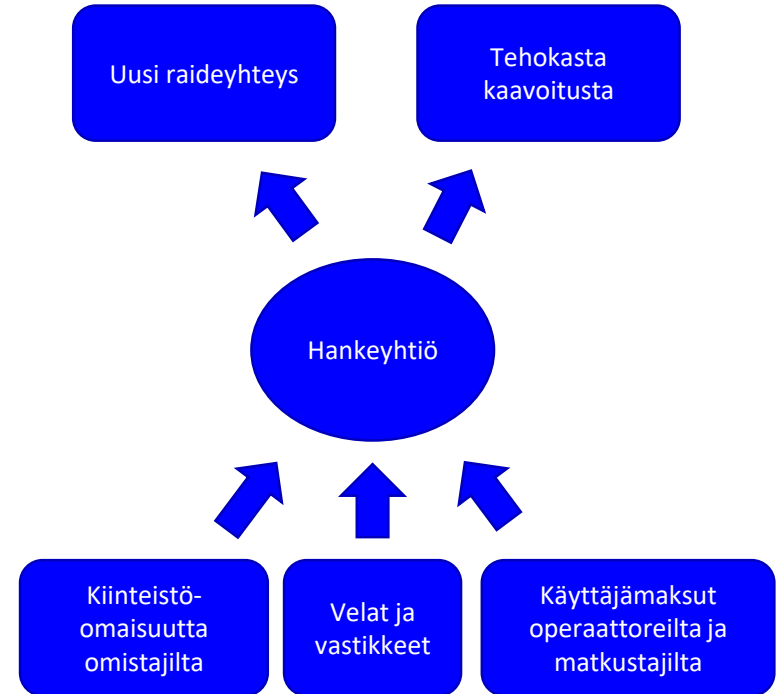 Uusi raideyhteys
Tehokasta
kaavoitusta
Hankeyhtiö
Kiinteistö-
omaisuutta
omistajilta
Velat ja
vastikkeet
Käyttäjämaksut
operaattoreilta ja
matkustajilta